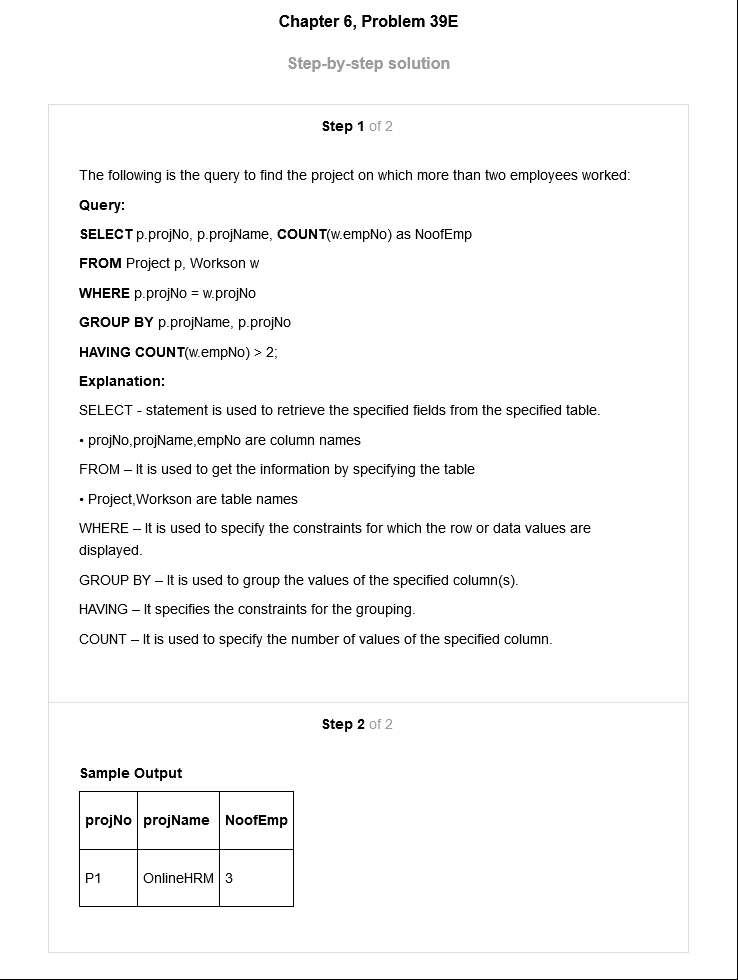 Chapter 6, Problem 39E
Step-by-step solution
Step 1 of 2
The following is the query to find the project on which more than two employees worked:
Query:
SELECT p.projNo, p.projName, COUNT(w.empNo) as NoofEmp
FROM Project p, Workson w
WHERE p.projNo = w.projNo
GROUP BY p.projName, p.projNo
HAVING COUNT(w.empNo) > 2;
Explanation:
SELECT - statement is used to retrieve the specified fields from the specified table.
• projNo,projName,empNo are column names
FROM – It is used to get the information by specifying the table
• Project,Workson are table names
WHERE – It is used to specify the constraints for which the row or data values are
displayed.
GROUP BY – It is used to group the values of the specified column(s).
HAVING – It specifies the constraints for the grouping.
COUNT – It is used to specify the number of values of the specified column.
Step 2 of 2
Sample Output
projNo projName NoofEmp
P1 OnlineHRM 3